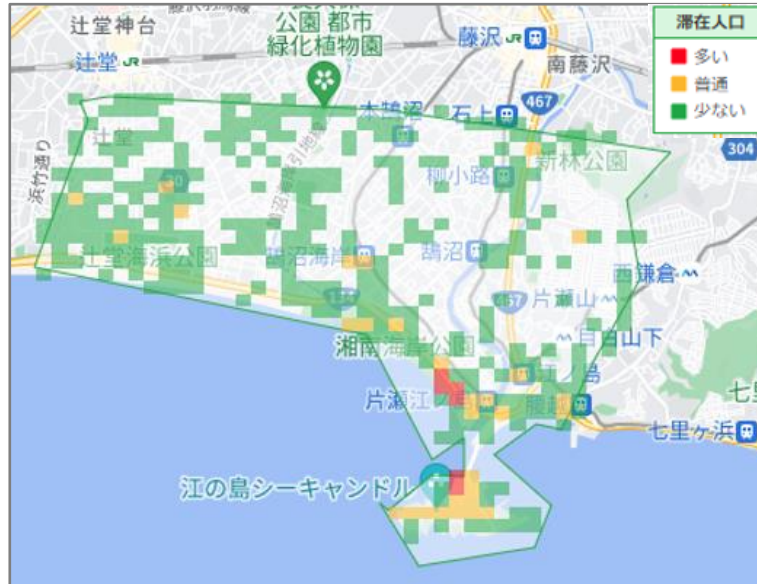 辻堂神台
公園 都市
緑化植物園
辻堂 JR
藤沢 JR
南藤沢
467
304
本鵠沼
石上
辻堂
30
浜竹通り
新林公園
柳小路
辻堂海浜公園
鵠沼海岸
鵠沼
西鎌倉
134
467
片瀬山
目白山下
湘南海岸公園
江ノ島
片瀬江ノ島
腰越
七里ヶ浜
江の島シーキャンドル
滞在人口
多い
普通
少ない